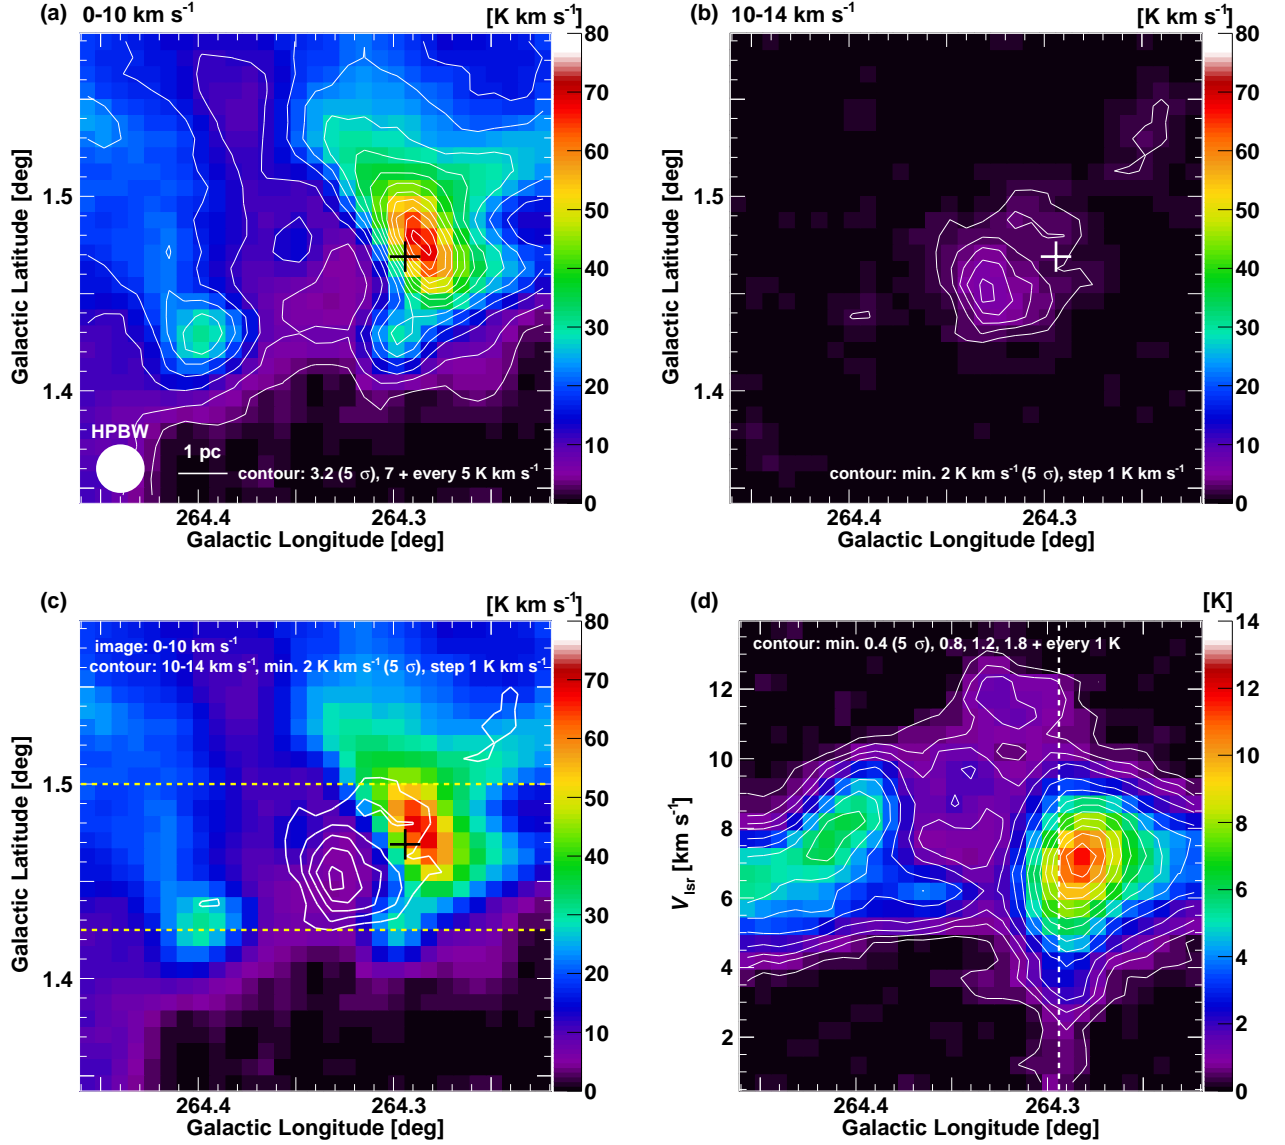 (a) 0-10 km s-1 [K km s-1]
80
70
60
50
40
30
20
10
0
1.5
1.4
Galactic Latitude [deg]
HPBW
1 pc
contour: 3.2 (5 σ), 7 + every 5 K km s-1
264.4 264.3
Galactic Longitude [deg]
(b) 10-14 km s-1 [K km s-1]
80
70
60
50
40
30
20
10
0
1.5
1.4
Galactic Latitude [deg]
contour: min. 2 K km s-1 (5 σ), step 1 K km s-1
264.4 264.3
Galactic Longitude [deg]
(c) [K km s-1]
image: 0-10 km s-1
contour: 10-14 km s-1, min. 2 K km s-1 (5 σ), step 1 K km s-1
80
70
60
50
40
30
20
10
0
1.5
1.4
Galactic Latitude [deg]
264.4 264.3
Galactic Longitude [deg]
(d) [K]
contour: min. 0.4 (5 σ), 0.8, 1.2, 1.8 + every 1 K
14
12
10
8
6
4
2
0
12
10
8
6
4
2
Vlsr [km s-1]
264.4 264.3
Galactic Longitude [deg]